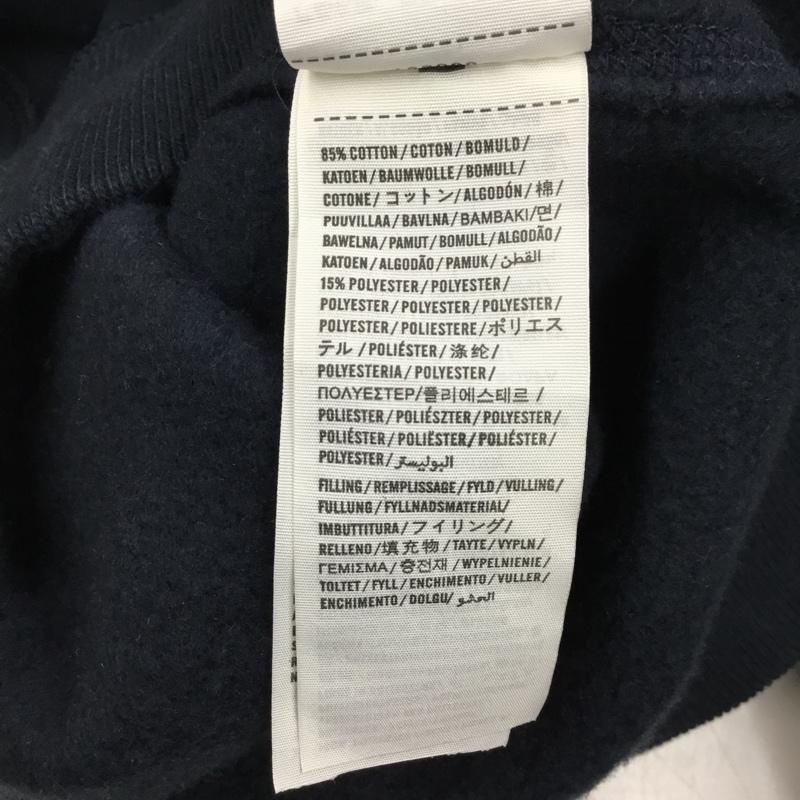 85% COTTON / COTON / BOMULD /
KATOEN / BAUMWOLLE / BOMULL /
COTONE / コットン / ALGODÓN / 棉 /
PUUVILLAA / BAVLNA / BAMBAKI / 면 /
BAWELNA / PAMUT / BOMULL / ALGODÃO /
KATOEN / ALGODÃO / PAMUK / القطن
15% POLYESTER / POLYESTER /
POLYESTER / POLYESTER / POLYESTER /
POLYESTER / POLIESTERE / ポリエス
テル / POLIÉSTER / 涤纶 /
POLYESTERIA / POLYESTER /
ΠΟΛΥΕΣΤΕΡ / 폴리에스테르 /
POLIESTER / POLIÉSZTER / POLYESTER /
POLIÉSTER / POLIËSTER / POLIÉSTER /
POLYESTER / البوليستر
FILLING / REMPLISSAGE / FYLD / VULLING /
FULLUNG / FYLLNADSMATERIAL /
IMBUTTITURA / フイリング /
RELLENO / 填充物 / TAYTE / VYPLN /
ΓΕΜΙΣΜΑ / 충전재 / WYPELNIENIE /
TOLTET / FYLL / ENCHIMENTO / VULLER /
ENCHIMENTO / DOLGU / الحشو